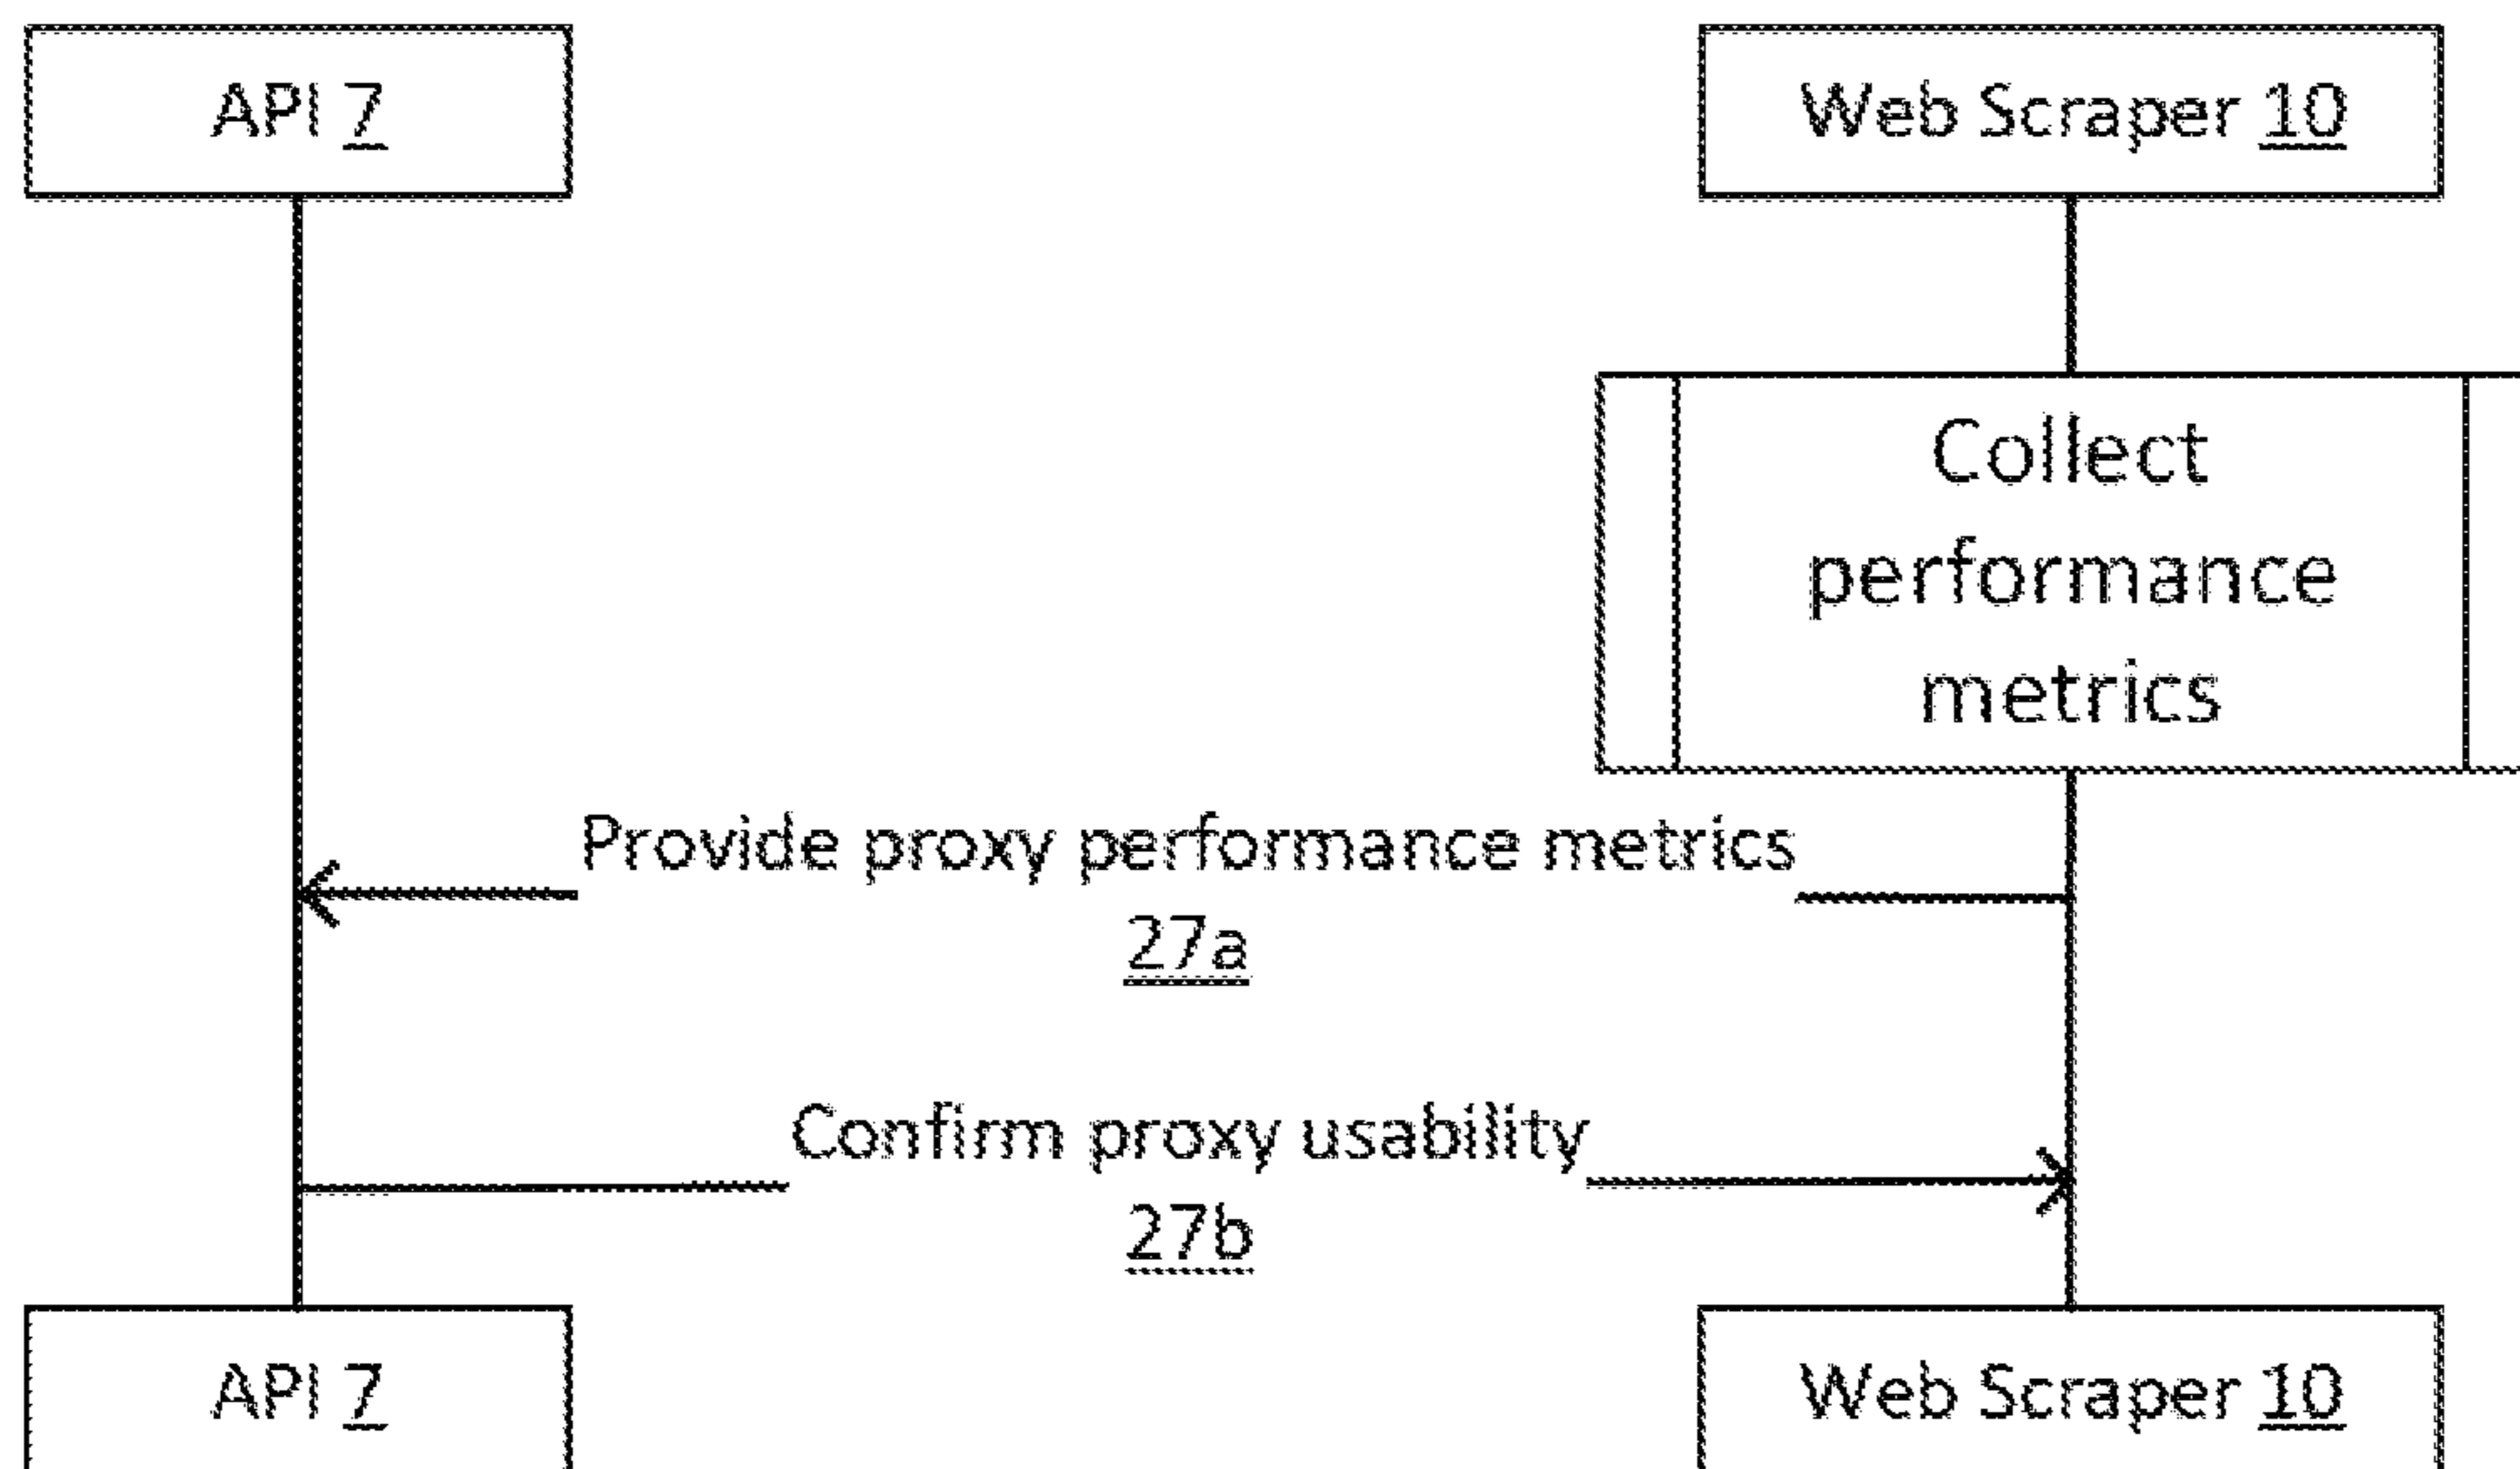 API 7
Web Scraper 10
Collect
performance
metrics
Provide proxy performance metrics
27a
Confirm proxy usability
27b
API 7
Web Scraper 10